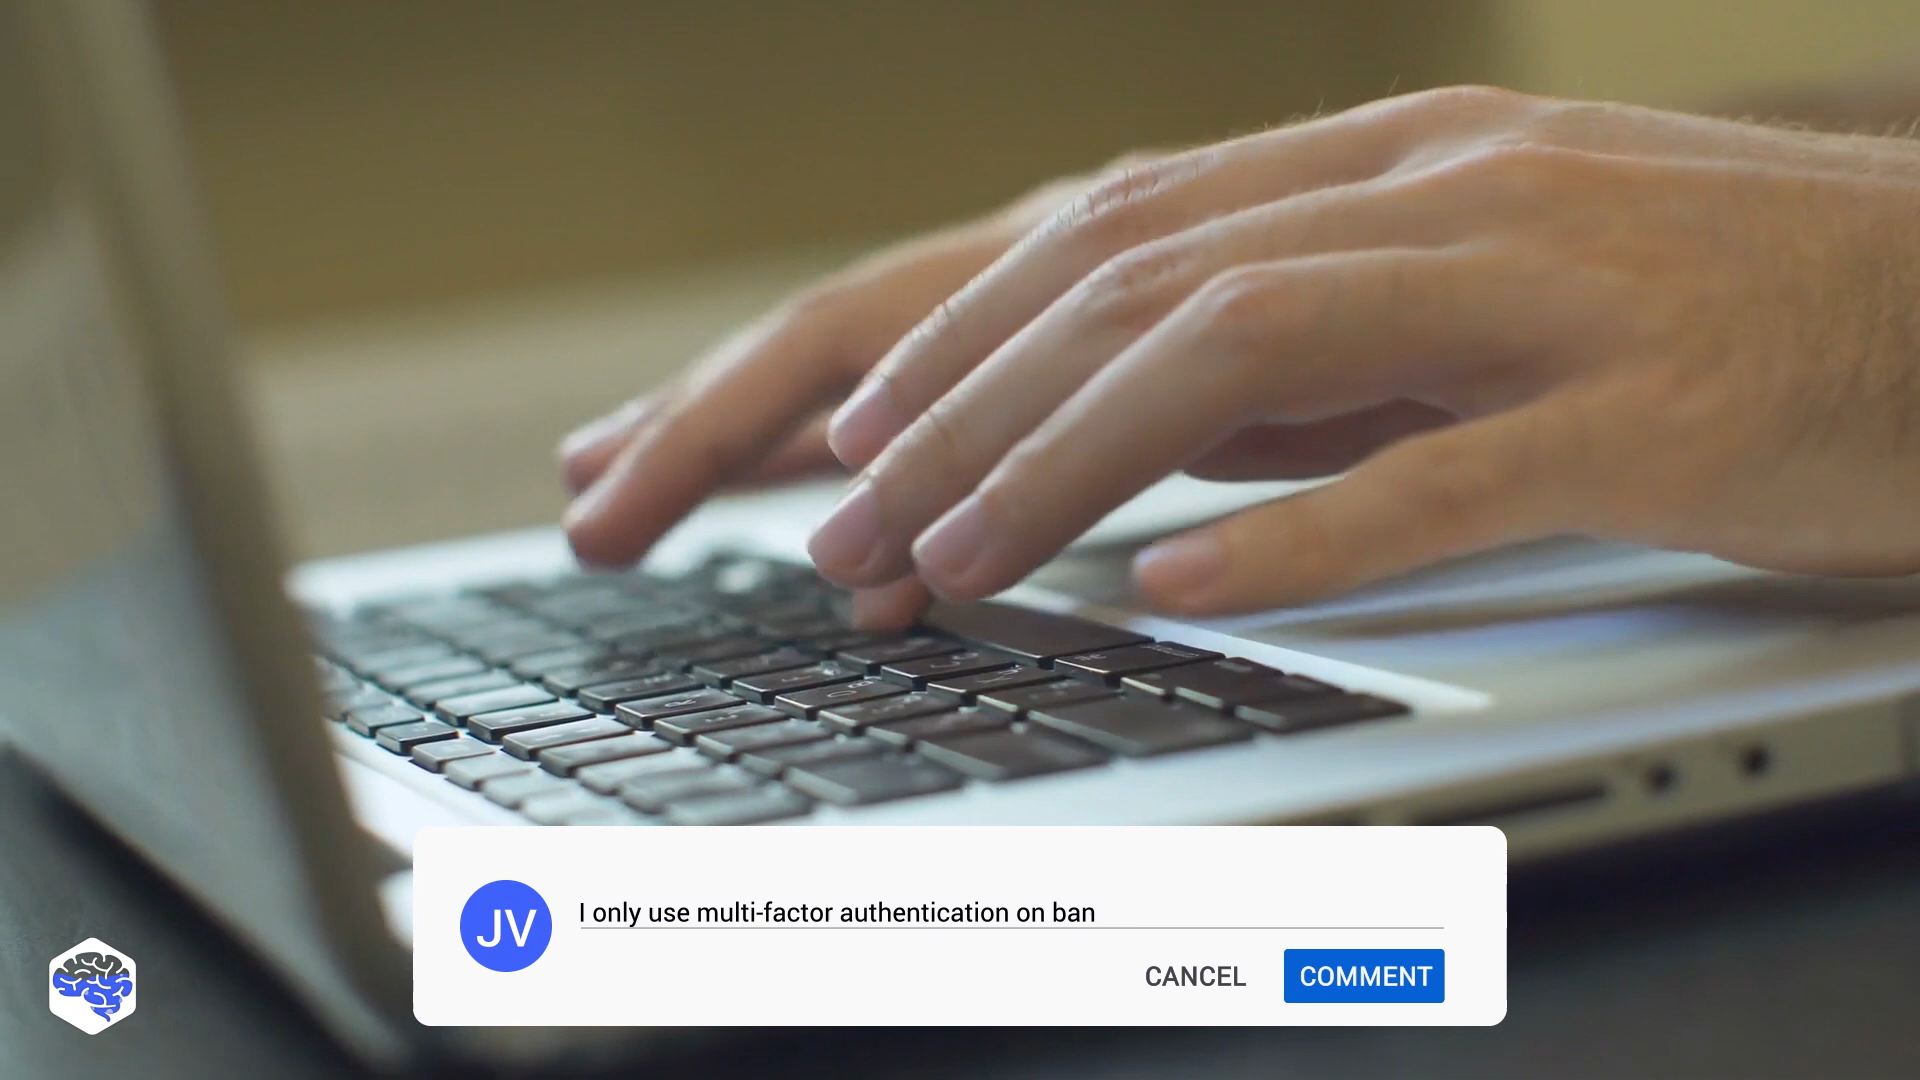 JV
I only use multi-factor authentication on ban
CANCEL
COMMENT